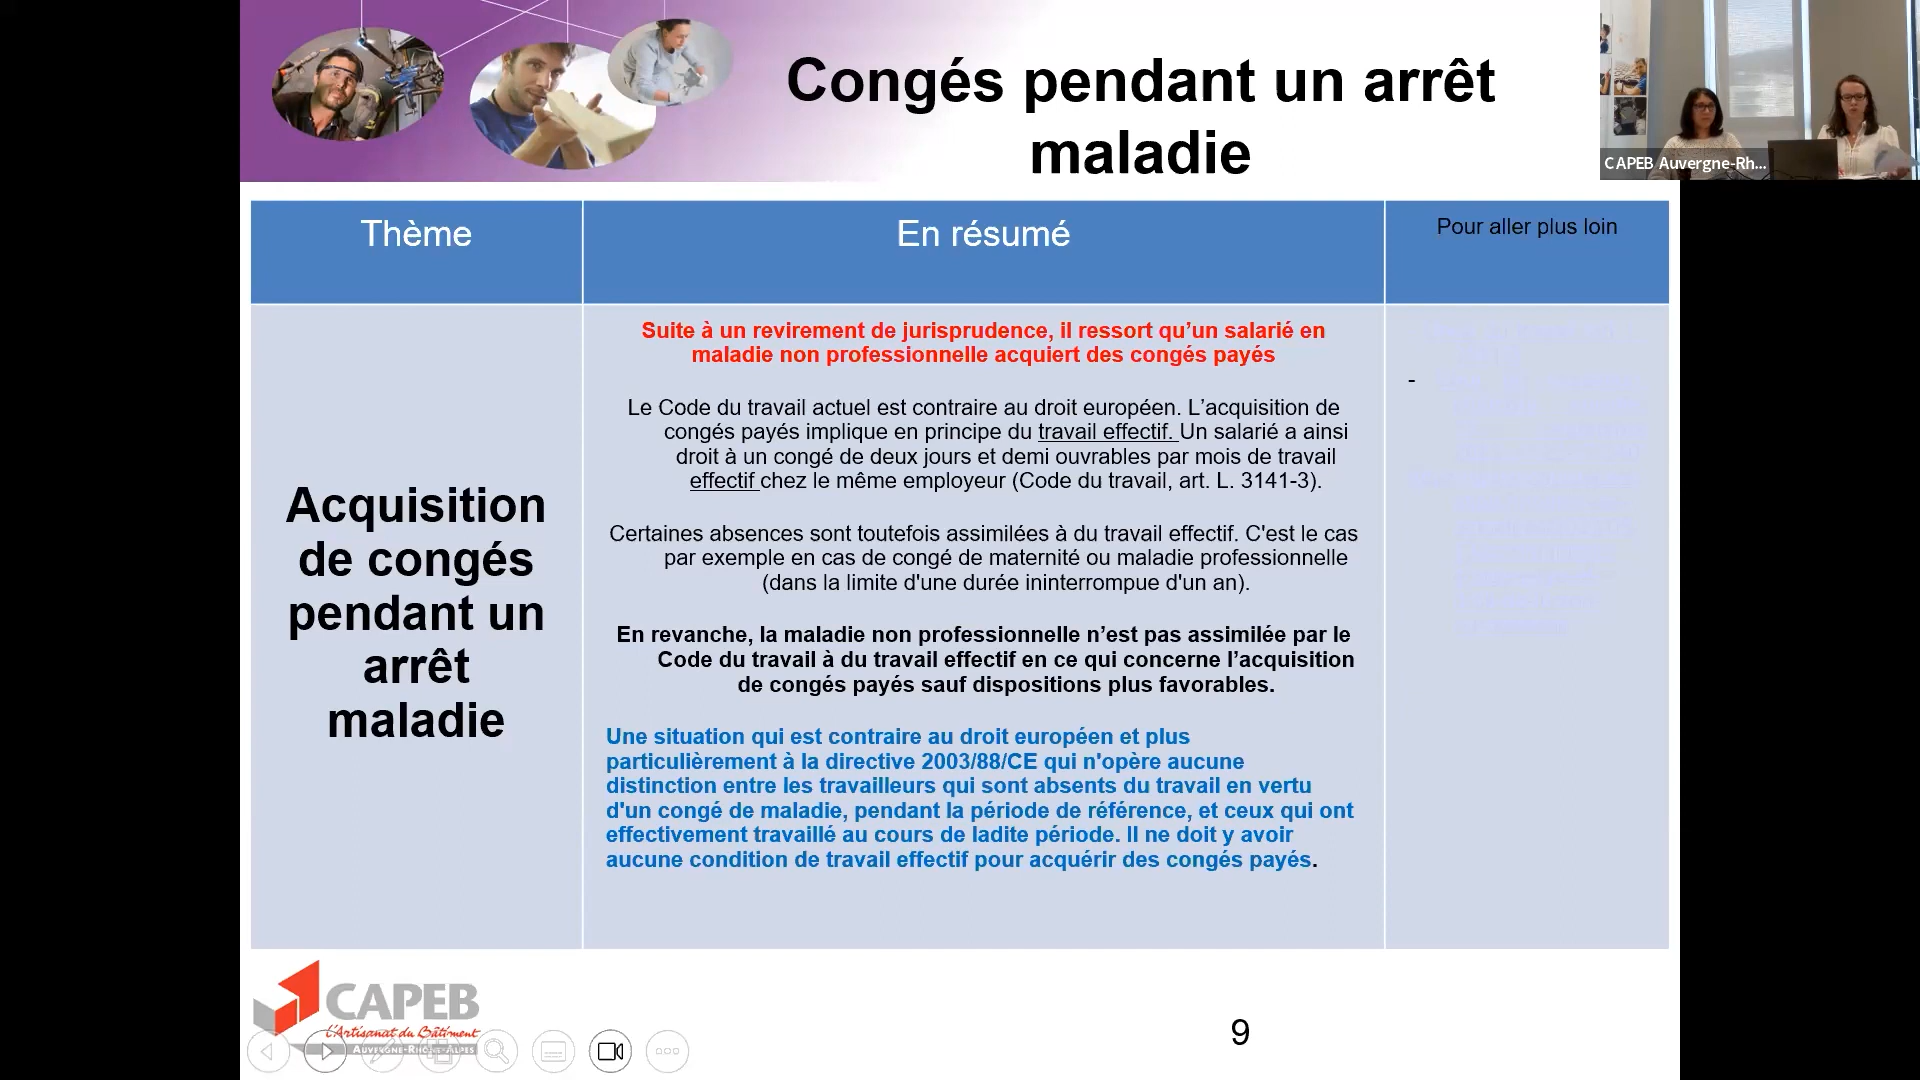 Congés pendant un arrêt
maladie
CAPEB Auvergne-Rh...
Thème
En résumé
Pour aller plus loin
Acquisition
de congés
pendant un
arrêt
maladie
Suite à un revirement de jurisprudence, il ressort qu’un salarié en
maladie non professionnelle acquiert des congés payés
Le Code du travail actuel est contraire au droit européen. L’acquisition de
congés payés implique en principe du travail effectif. Un salarié a ainsi
droit à un congé de deux jours et demi ouvrables par mois de travail
effectif chez le même employeur (Code du travail, art. L. 3141-3).
Certaines absences sont toutefois assimilées à du travail effectif. C'est le cas
par exemple en cas de congé de maternité ou maladie professionnelle
(dans la limite d'une durée ininterrompue d'un an).
En revanche, la maladie non professionnelle n’est pas assimilée par le
Code du travail à du travail effectif en ce qui concerne l’acquisition
de congés payés sauf dispositions plus favorables.
Une situation qui est contraire au droit européen et plus
particulièrement à la directive 2003/88/CE qui n'opère aucune
distinction entre les travailleurs qui sont absents du travail en vertu
d'un congé de maladie, pendant la période de référence, et ceux qui ont
effectivement travaillé au cours de ladite période. Il ne doit y avoir
aucune condition de travail effectif pour acquérir des congés payés.
-
CAPEB
L'Artisanat du Bâtiment
AUVERGNE-RHÔNE-ALPES
9